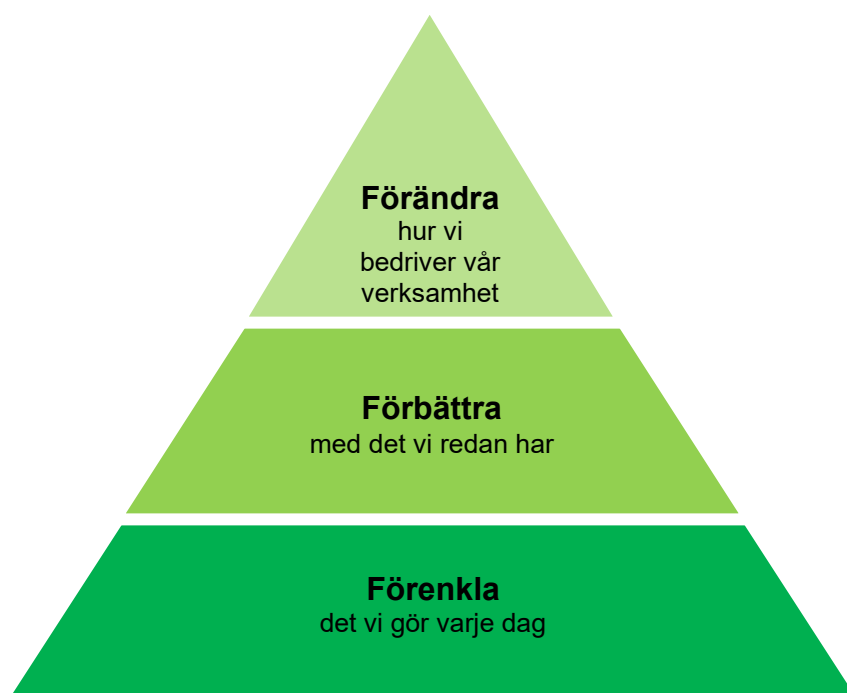 Förändra
hur vi
bedriver vår
verksamhet
Förbättra
med det vi redan har
Förenkla
det vi gör varje dag